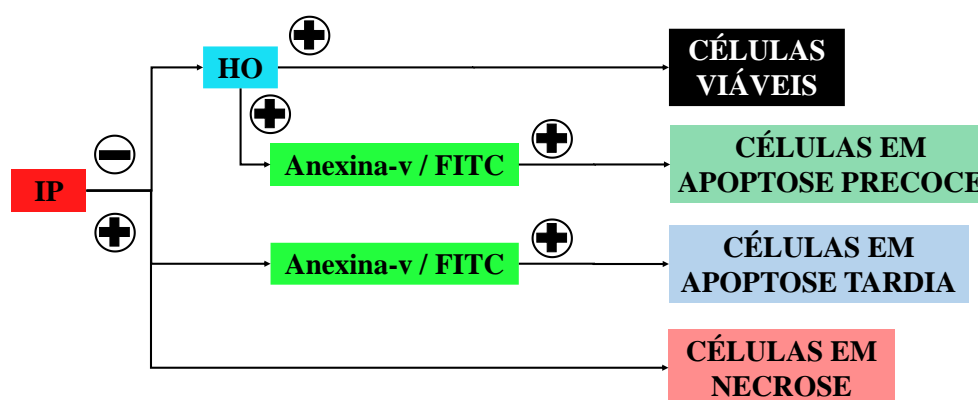 HO
CÉLULAS
VIÁVEIS
Anexina-v / FITC
CÉLULAS EM
APOPTOSE PRECOCE
IP
Anexina-v / FITC
CÉLULAS EM
APOPTOSE TARDIA
CÉLULAS EM
NECROSE